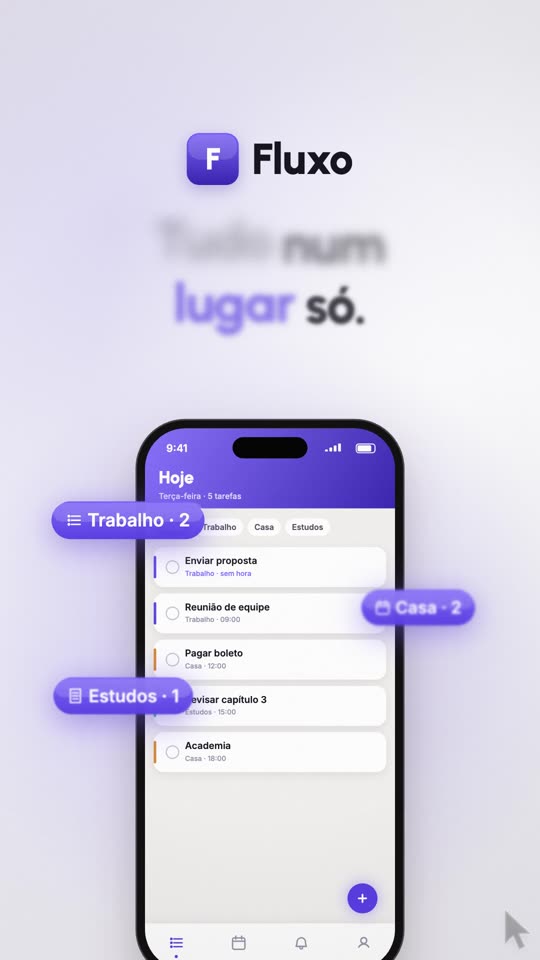 F Fluxo
Tudo num
lugar só.
9:41
Hoje
Terça-feira · 5 tarefas
Trabalho · 2
Trabalho Casa Estudos
Enviar proposta
Trabalho · sem hora
Reunião de equipe
Trabalho · 09:00
Casa · 2
Pagar boleto
Casa · 12:00
Estudos · 1
evisar capítulo 3
Estudos · 15:00
Academia
Casa · 18:00